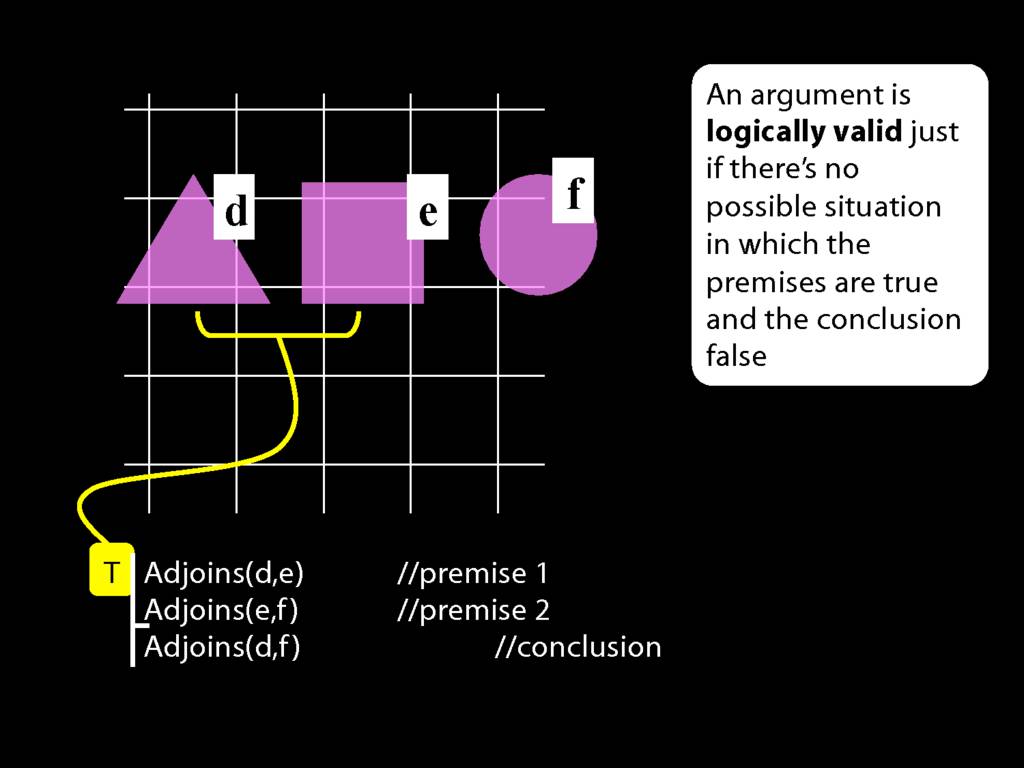 An argument is
logically valid just
if there's no
possible situation
in which the
premises are true
and the conclusion
false
d
e
f
T
Adjoins(d,e) //premise 1
Adjoins(e,f) //premise 2
Adjoins(d,f) //conclusion